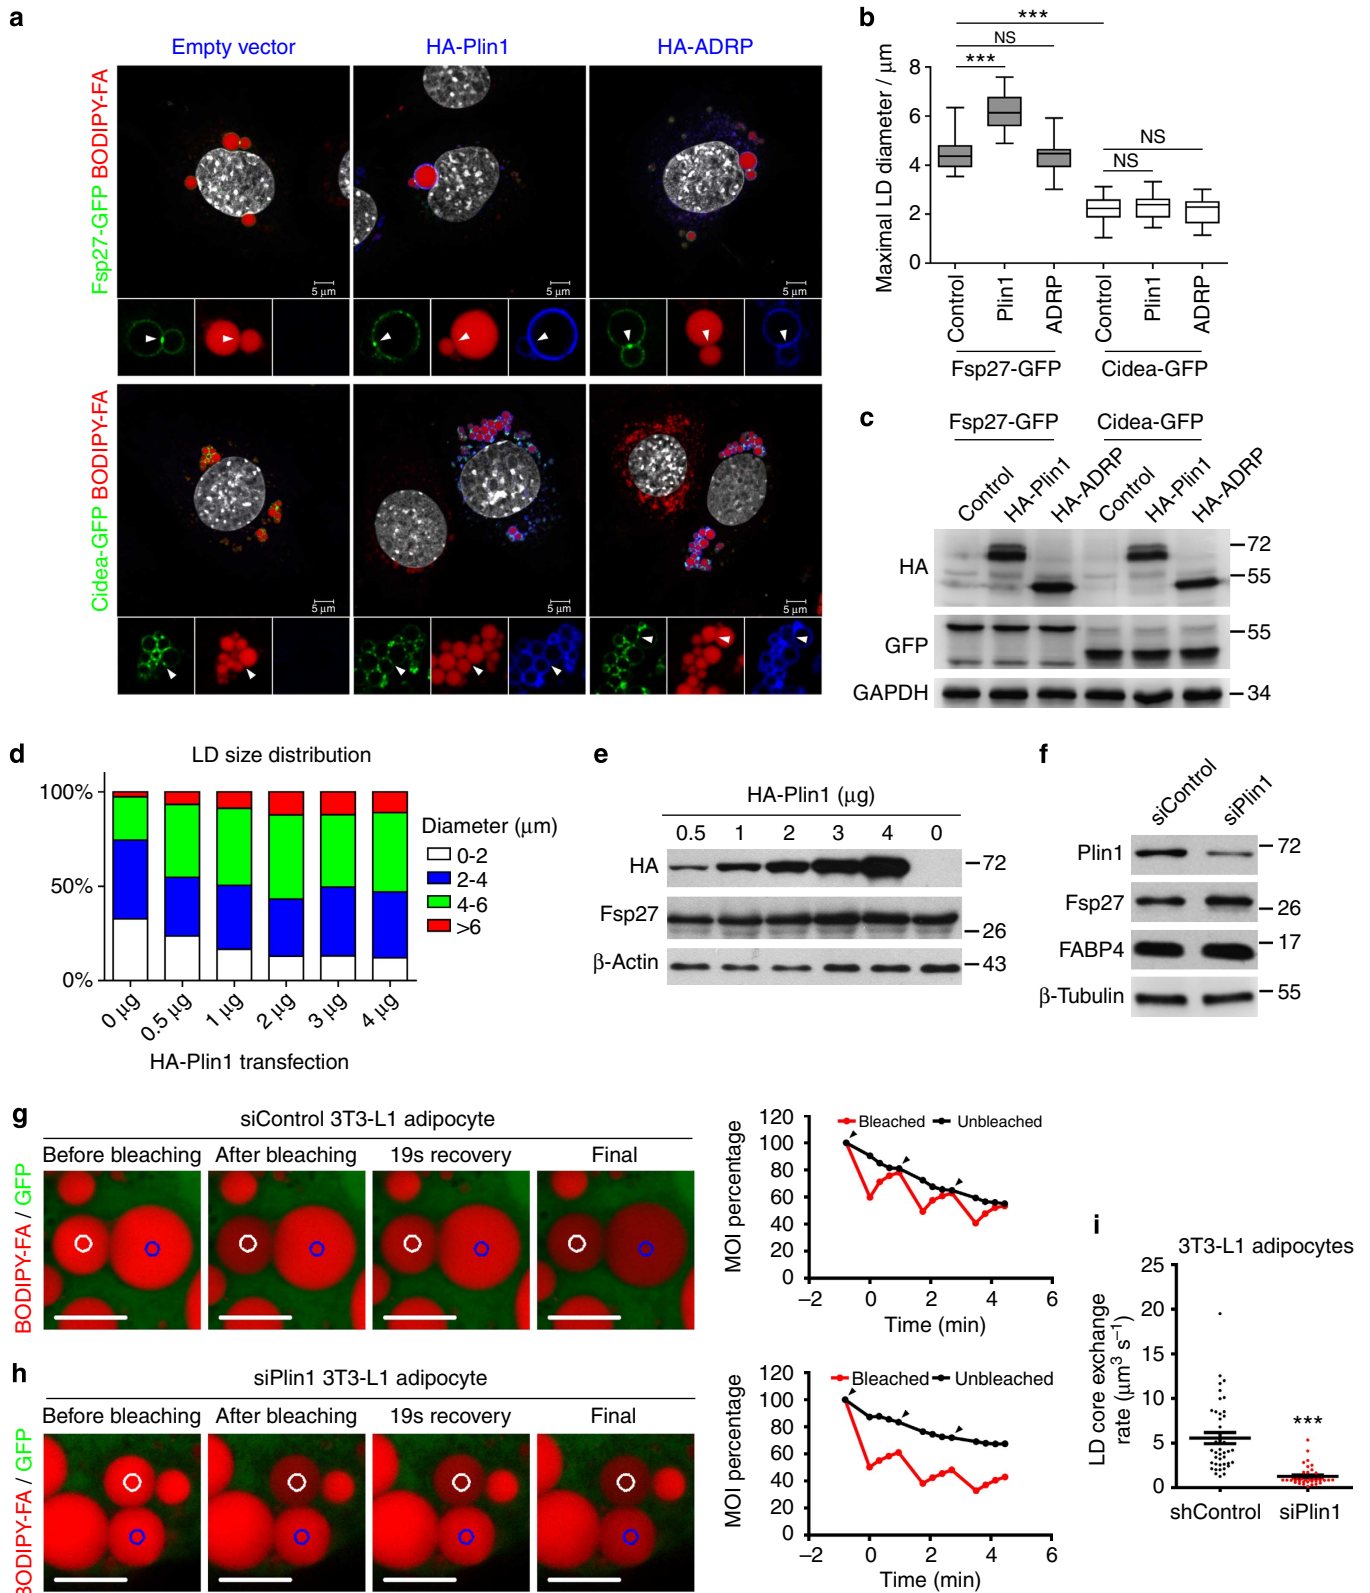 a
Empty vector
HA-Plin1
HA-ADRP
Fsp27-GFP BODIPY-FA
5 µm
5 µm
5 µm
Cidea-GFP BODIPY-FA
5 µm
5 µm
5 µm
b
***
NS
***
NS
NS
Maximal LD diameter / µm
8
6
4
2
0
Control
Plin1
ADRP
Control
Plin1
ADRP
Fsp27-GFP
Cidea-GFP
c
Fsp27-GFP
Cidea-GFP
Control
HA-Plin1
HA-ADRP
Control
HA-Plin1
HA-ADRP
HA
72
55
GFP
55
GAPDH
34
d
LD size distribution
100%
50%
0%
0 µg
0.5 µg
1 µg
2 µg
3 µg
4 µg
HA-Plin1 transfection
Diameter (µm)
0-2
2-4
4-6
>6
e
HA-Plin1 (µg)
0.5 1 2 3 4 0
HA
72
Fsp27
26
β-Actin
43
f
siControl
siPlin1
Plin1
72
Fsp27
26
FABP4
17
β-Tubulin
55
g
siControl 3T3-L1 adipocyte
Before bleaching
After bleaching
19s recovery
Final
BODIPY-FA / GFP
MOI percentage
120
100
80
60
40
20
0
Bleached
Unbleached
−2 0 2 4 6
Time (min)
h
siPlin1 3T3-L1 adipocyte
Before bleaching
After bleaching
19s recovery
Final
BODIPY-FA / GFP
MOI percentage
120
100
80
60
40
20
0
Bleached
Unbleached
−2 0 2 4 6
Time (min)
i
3T3-L1 adipocytes
LD core exchange
rate (µm³ s⁻¹)
25
20
15
10
5
0
***
shControl
siPlin1